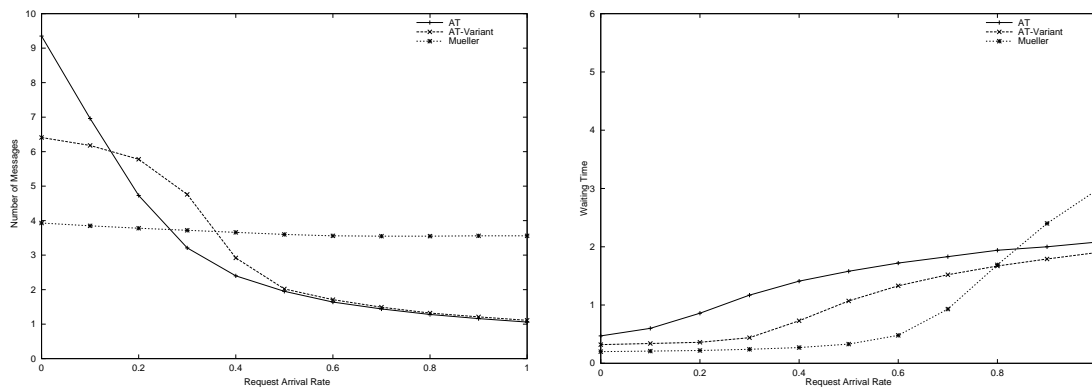 10
9
8
7
6
5
4
3
2
1
0
0
0.2
0.4
0.6
0.8
1
Number of Messages
Request Arrival Rate
AT
AT-Variant
Mueller
6
5
4
3
2
1
0
0
0.2
0.4
0.6
0.8
Waiting Time
Request Arrival Rate
AT
AT-Variant
Mueller